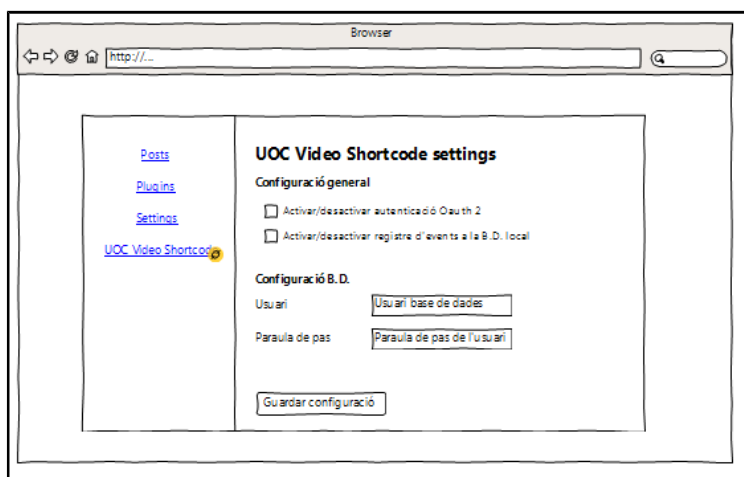 Browser
http://...
Posts
Plugins
Settings
UOC Video Shortcod
UOC Video Shortcode settings
Configuració general
Activar/desactivar autenticació Oauth 2
Activar/desactivar registre d'events a la B.D. local
Configuració B.D.
Usuari
Usuari base de dades
Paraula de pas
Paraula de pas de l'usuari
Guardar configuració